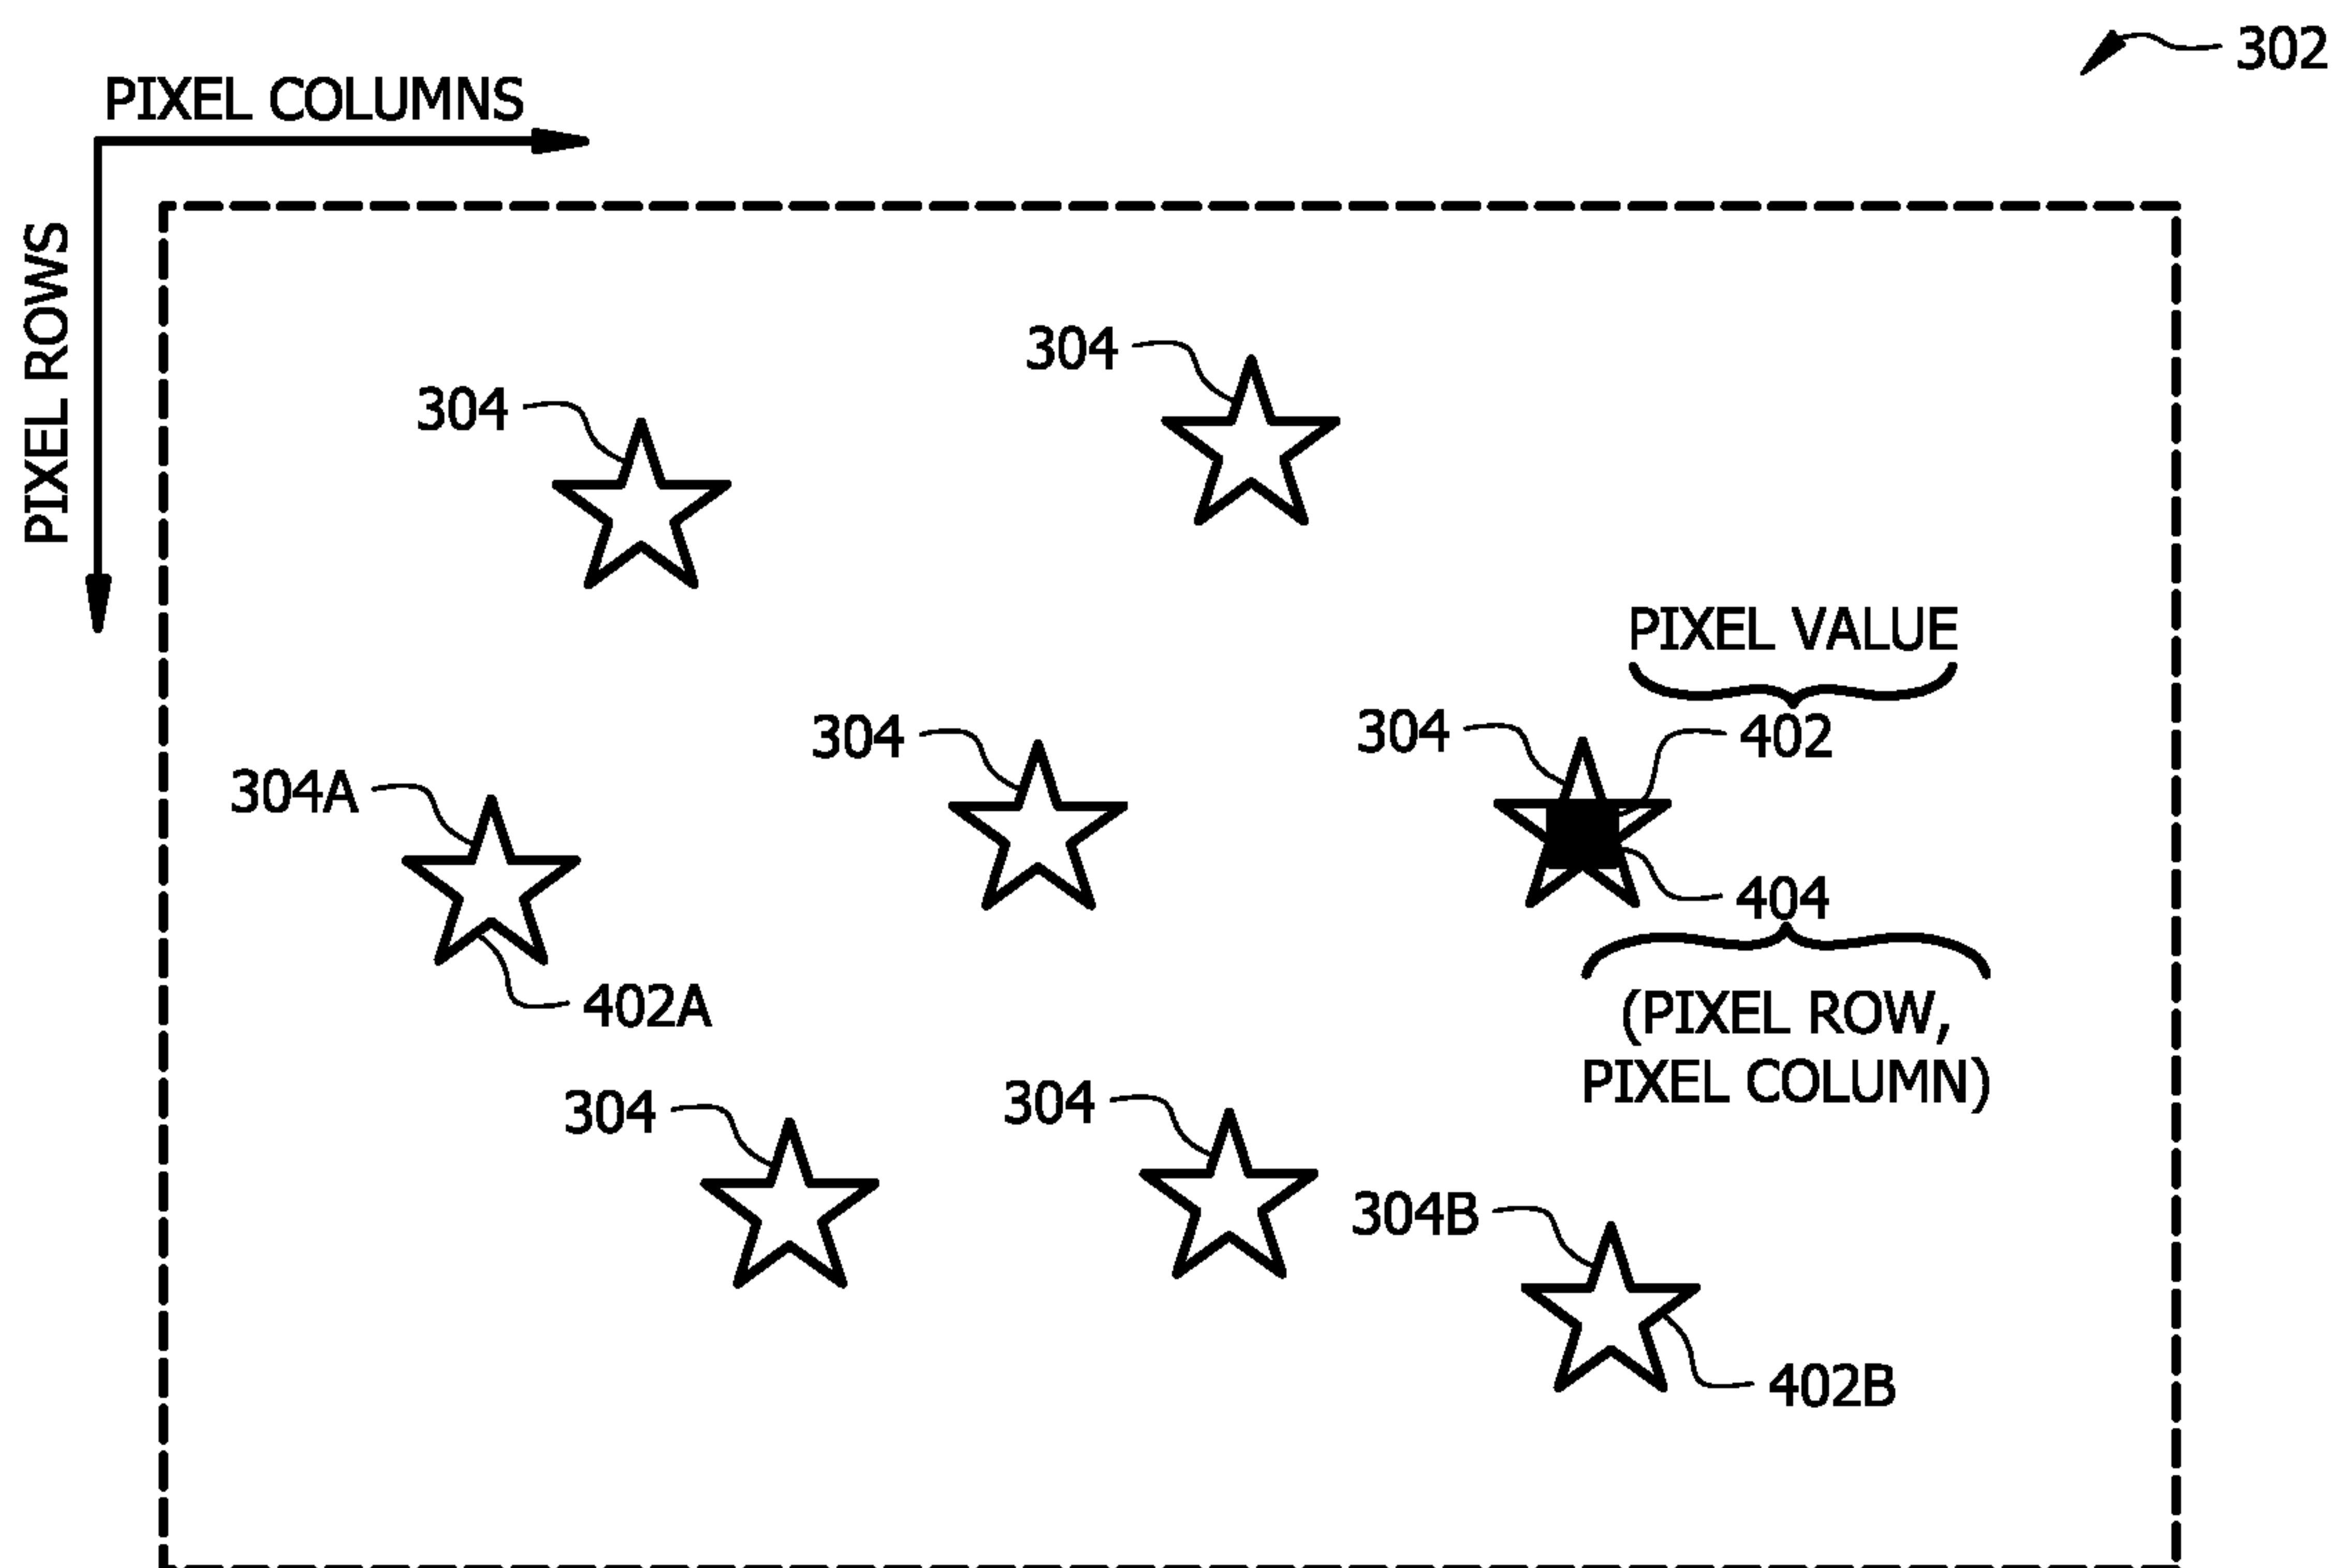 302
PIXEL COLUMNS
PIXEL ROWS
304
304
PIXEL VALUE
304
304
402
304A
404
402A
(PIXEL ROW,
PIXEL COLUMN)
304
304
304B
402B